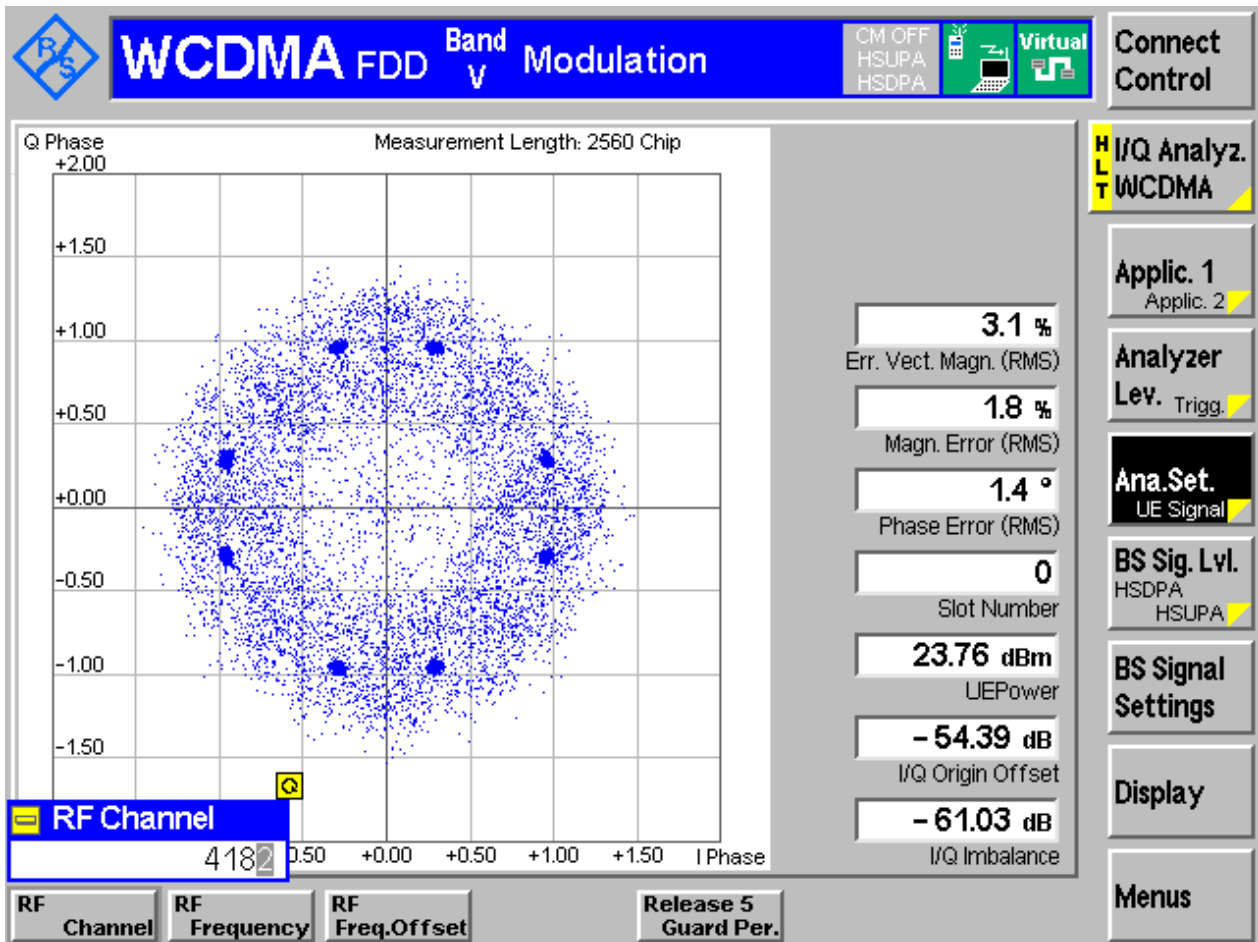 R&S
WCDMA FDD Band V Modulation
CM OFF
HSUPA
HSDPA
Virtual
Connect
Control
Q Phase
Measurement Length: 2560 Chip
+2.00
+1.50
+1.00
+0.50
+0.00
-0.50
-1.00
-1.50
3.1 %
Err. Vect. Magn. (RMS)
1.8 %
Magn. Error (RMS)
1.4 °
Phase Error (RMS)
0
Slot Number
23.76 dBm
UEPower
-54.39 dB
I/Q Origin Offset
-61.03 dB
I/Q Imbalance
H
L
T
I/Q Analyz.
WCDMA
Applic. 1
Applic. 2
Analyzer
Lev. Trigg.
Ana.Set.
UE Signal
BS Sig. Lvl.
HSDPA
HSUPA
BS Signal
Settings
Display
Menus
Q
RF Channel
4182
0.50 +0.00 +0.50 +1.00 +1.50 I Phase
RF
Channel
RF
Frequency
RF
Freq.Offset
Release 5
Guard Per.